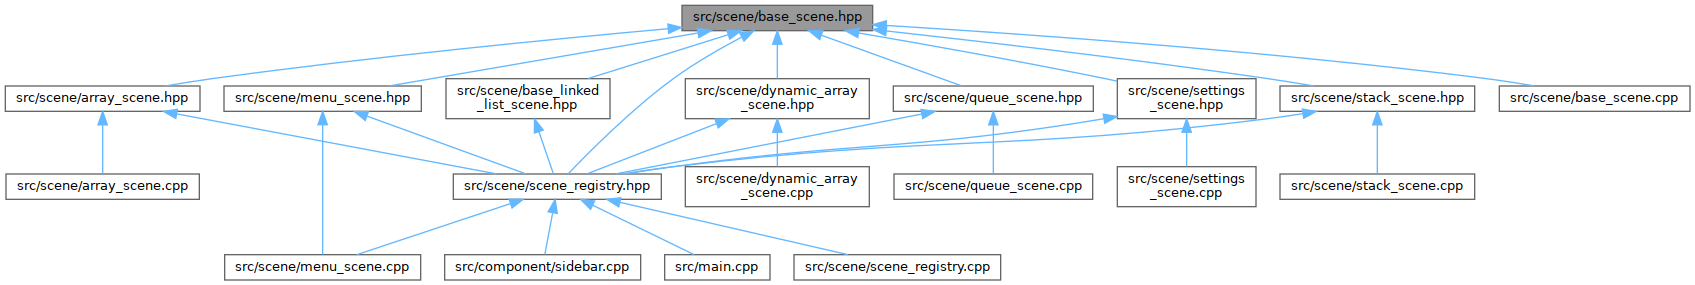 src/scene/base_scene.hpp
src/scene/array_scene.hpp
src/scene/menu_scene.hpp
src/scene/base_linked
_list_scene.hpp
src/scene/dynamic_array
_scene.hpp
src/scene/queue_scene.hpp
src/scene/settings
_scene.hpp
src/scene/stack_scene.hpp
src/scene/base_scene.cpp
src/scene/array_scene.cpp
src/scene/scene_registry.hpp
src/scene/dynamic_array
_scene.cpp
src/scene/queue_scene.cpp
src/scene/settings
_scene.cpp
src/scene/stack_scene.cpp
src/scene/menu_scene.cpp
src/component/sidebar.cpp
src/main.cpp
src/scene/scene_registry.cpp